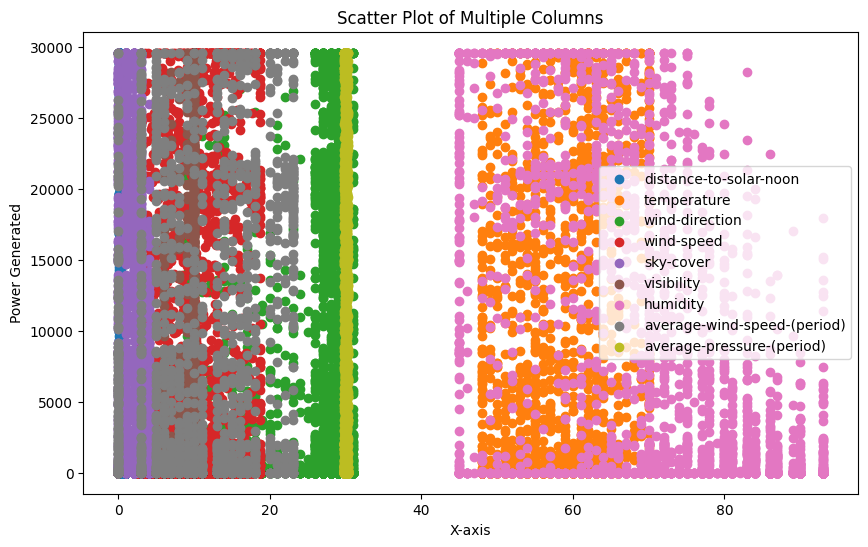 Scatter Plot of Multiple Columns
Power Generated
30000
25000
20000
15000
10000
5000
0
distance-to-solar-noon
temperature
wind-direction
wind-speed
sky-cover
visibility
humidity
average-wind-speed-(period)
average-pressure-(period)
0 20 40 60 80
X-axis